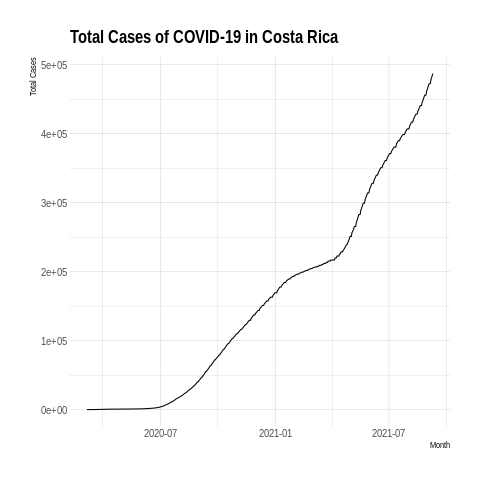 Total Cases of COVID-19 in Costa Rica
Total Cases
5e+05
4e+05
3e+05
2e+05
1e+05
0e+00
2020-07
2021-01
2021-07
Month